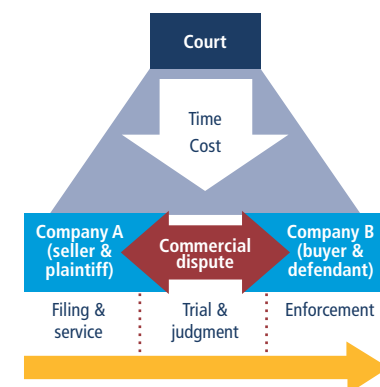 Court
Time
Cost
Company A
(seller &
plaintiff)
Commercial
dispute
Company B
(buyer &
defendant)
Filing &
service
Trial &
judgment
Enforcement